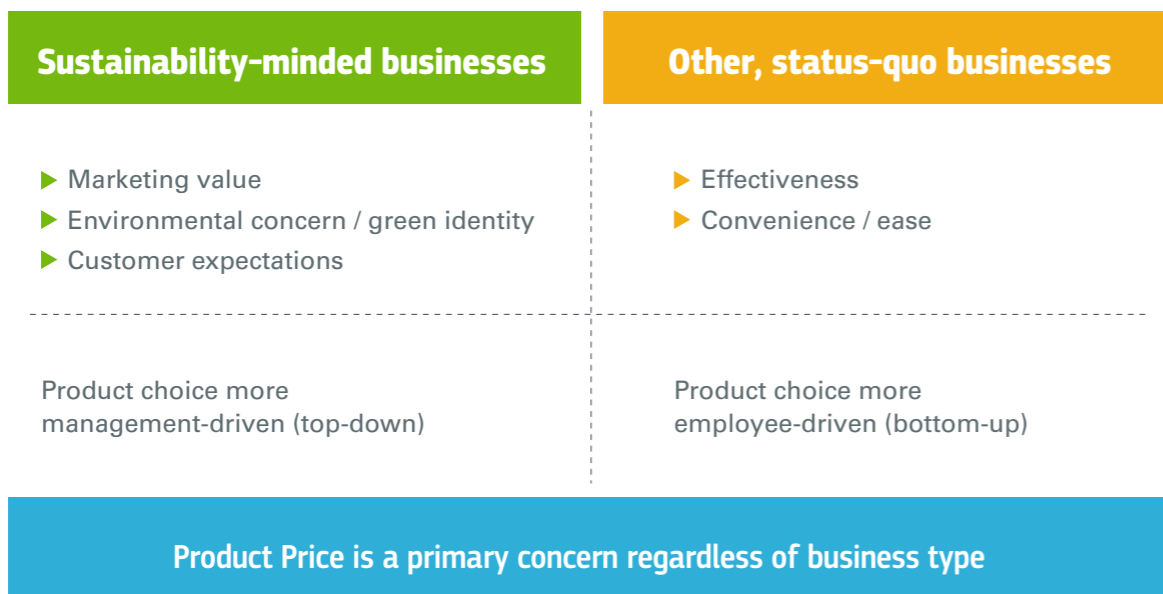 Sustainability-minded businesses
Other, status-quo businesses
Marketing value
Environmental concern / green identity
Customer expectations
Effectiveness
Convenience / ease
Product choice more
management-driven (top-down)
Product choice more
employee-driven (bottom-up)
Product Price is a primary concern regardless of business type